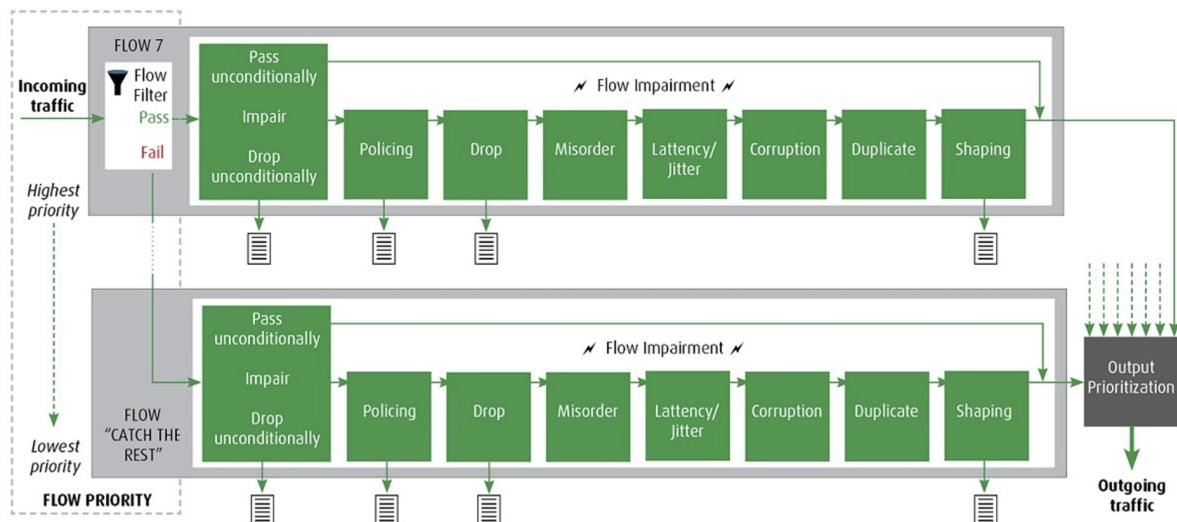 FLOW 7
Incoming
traffic
Flow
Filter
Pass
Fail
Pass
unconditionally
Impair
Drop
unconditionally
Flow Impairment
Policing
Drop
Misorder
Lattency/
Jitter
Corruption
Duplicate
Shaping
Highest
priority
Lowest
priority
FLOW PRIORITY
FLOW
“CATCH THE
REST”
Pass
unconditionally
Impair
Drop
unconditionally
Flow Impairment
Policing
Drop
Misorder
Lattency/
Jitter
Corruption
Duplicate
Shaping
Output
Prioritization
Outgoing
traffic